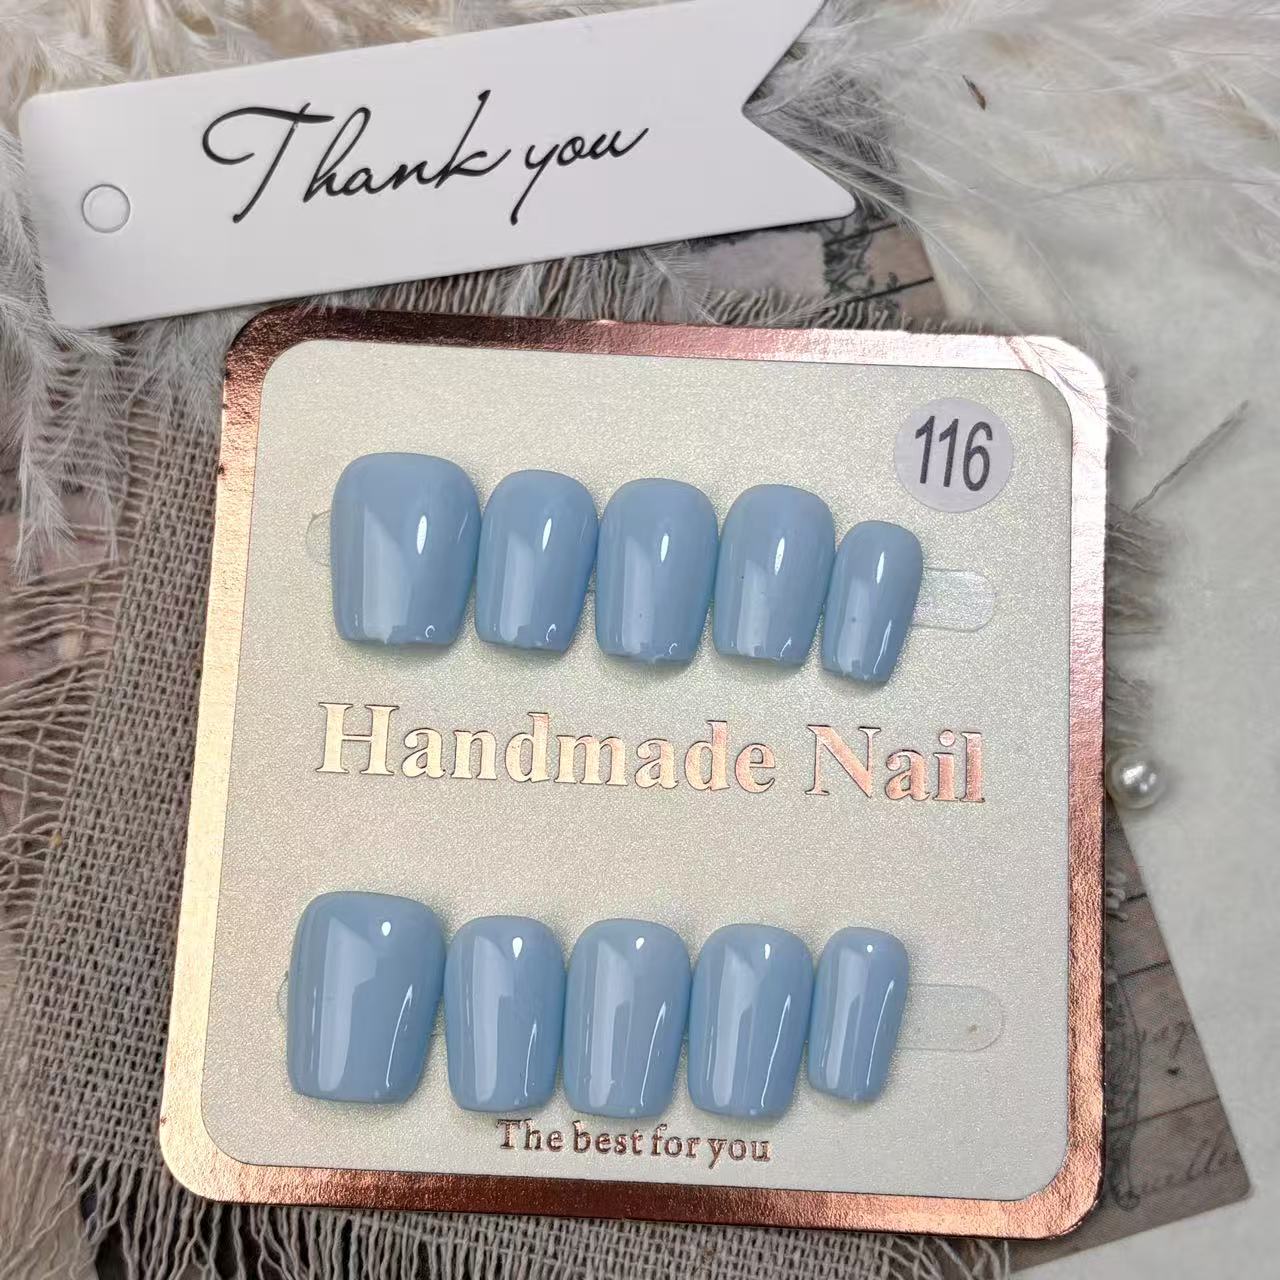 Thank you
116
Handmade Nail
The best for you